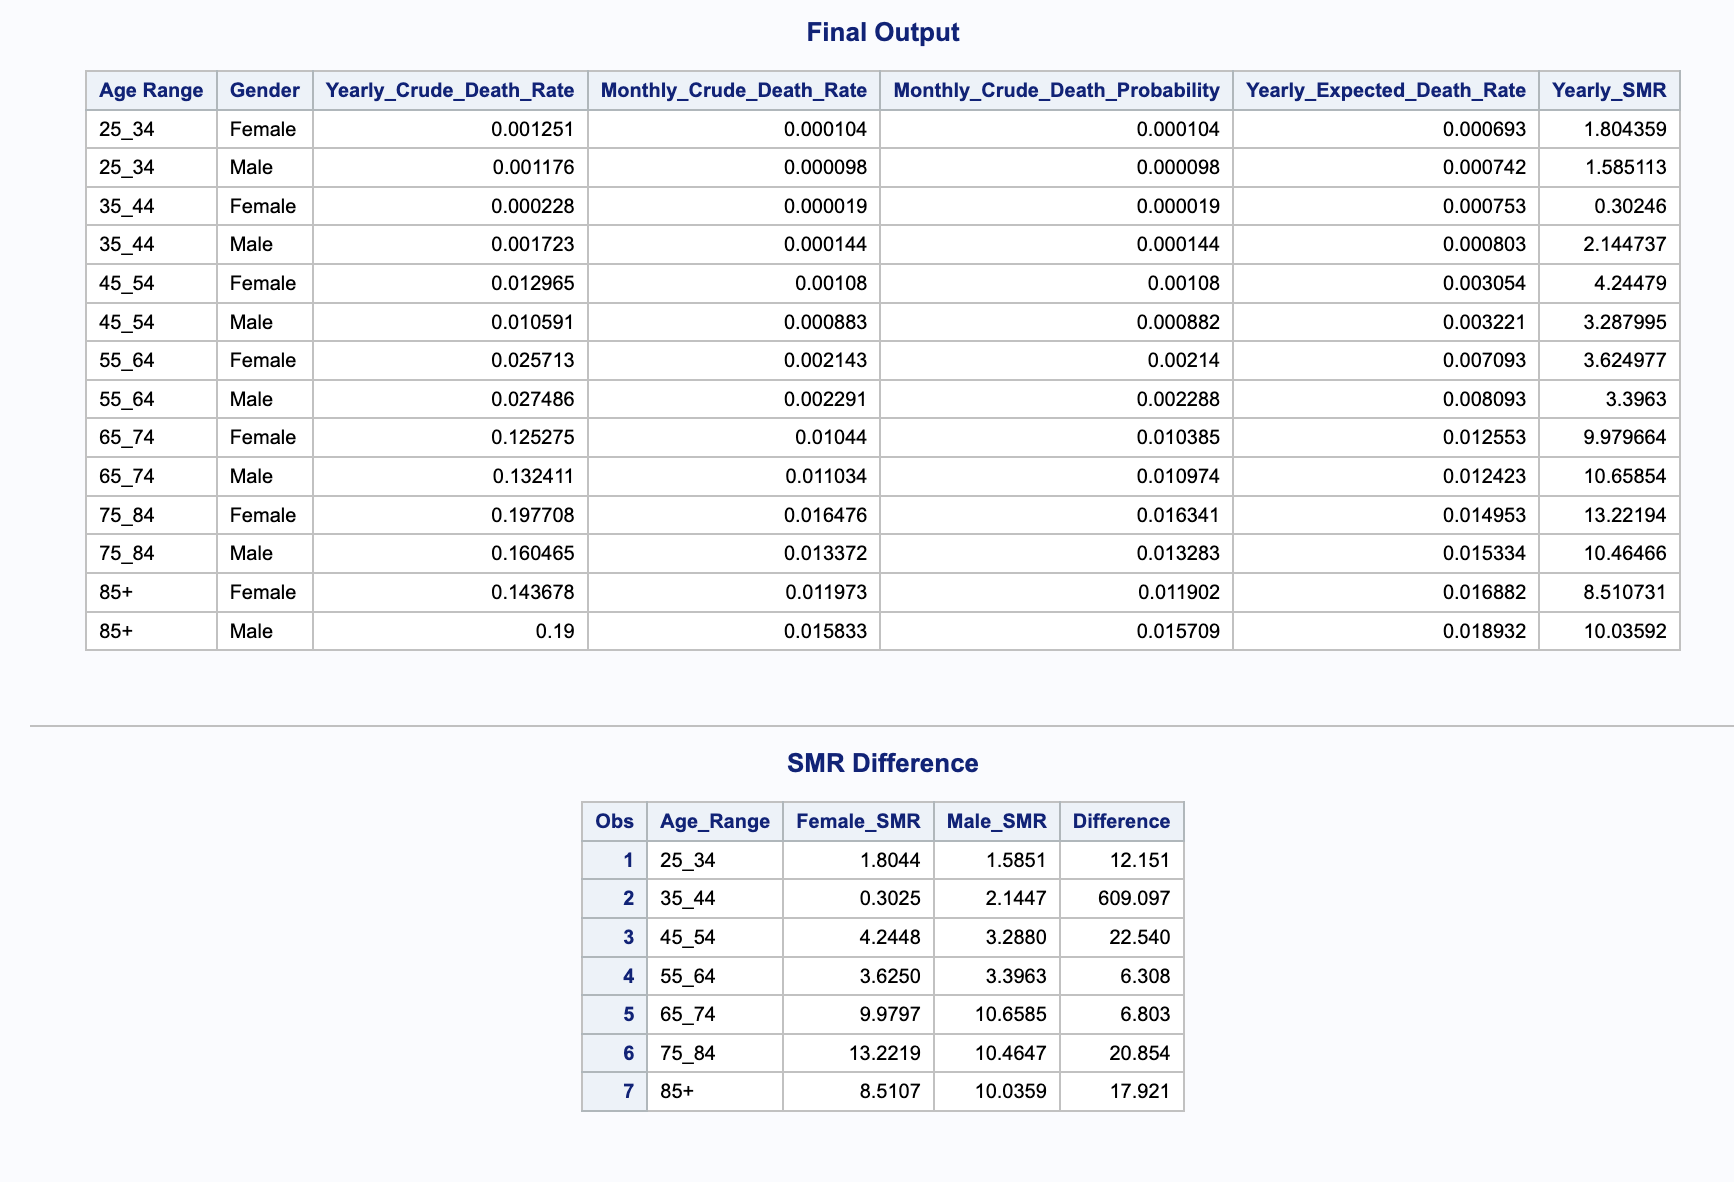 Final Output
Age Range Gender Yearly_Crude_Death_Rate Monthly_Crude_Death_Rate Monthly_Crude_Death_Probability Yearly_Expected_Death_Rate Yearly_SMR
25_34 Female 0.001251 0.000104 0.000104 0.000693 1.804359
25_34 Male 0.001176 0.000098 0.000098 0.000742 1.585113
35_44 Female 0.000228 0.000019 0.000019 0.000753 0.30246
35_44 Male 0.001723 0.000144 0.000144 0.000803 2.144737
45_54 Female 0.012965 0.00108 0.00108 0.003054 4.24479
45_54 Male 0.010591 0.000883 0.000882 0.003221 3.287995
55_64 Female 0.025713 0.002143 0.00214 0.007093 3.624977
55_64 Male 0.027486 0.002291 0.002288 0.008093 3.3963
65_74 Female 0.125275 0.01044 0.010385 0.012553 9.979664
65_74 Male 0.132411 0.011034 0.010974 0.012423 10.65854
75_84 Female 0.197708 0.016476 0.016341 0.014953 13.22194
75_84 Male 0.160465 0.013372 0.013283 0.015334 10.46466
85+ Female 0.143678 0.011973 0.011902 0.016882 8.510731
85+ Male 0.19 0.015833 0.015709 0.018932 10.03592
SMR Difference
Obs Age_Range Female_SMR Male_SMR Difference
1 25_34 1.8044 1.5851 12.151
2 35_44 0.3025 2.1447 609.097
3 45_54 4.2448 3.2880 22.540
4 55_64 3.6250 3.3963 6.308
5 65_74 9.9797 10.6585 6.803
6 75_84 13.2219 10.4647 20.854
7 85+ 8.5107 10.0359 17.921